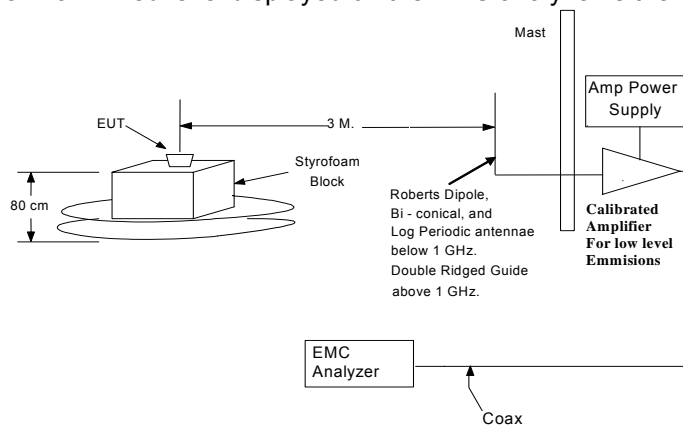 displayed
Mast
Amp Power
Supply
EUT
3 M.
Styrofoam
Block
80 cm
Roberts Dipole,
Bi - conical, and
Log Periodic antennae
below 1 GHz.
Double Ridged Guide
above 1 GHz.
Calibrated
Amplifier
For low level
Emmisions
EMC
Analyzer
Coax